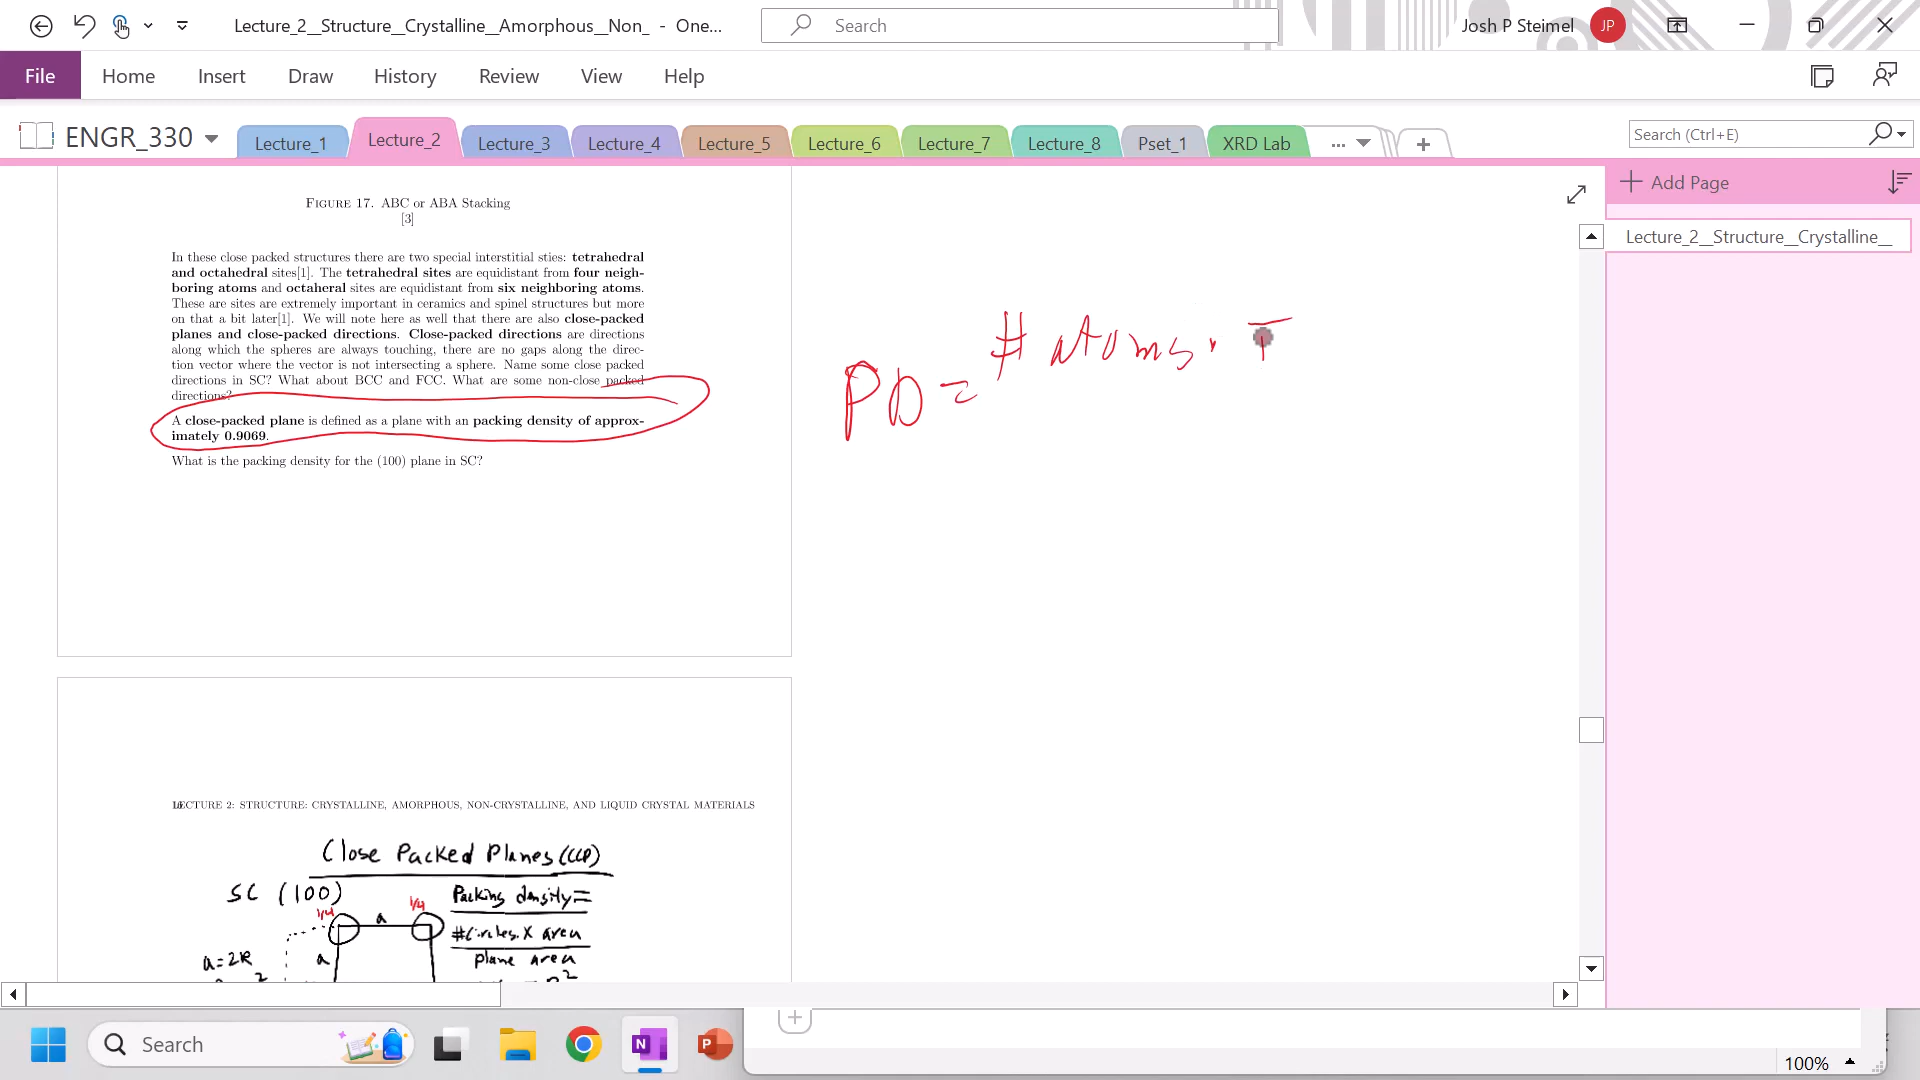 Lecture_2__Structure__Crystalline__Amorphous__Non_ - One...
Search
Josh P Steimel
JP
File
Home
Insert
Draw
History
Review
View
Help
ENGR_330
Lecture_1
Lecture_2
Lecture_3
Lecture_4
Lecture_5
Lecture_6
Lecture_7
Lecture_8
Pset_1
XRD Lab
...
Search (Ctrl+E)
Add Page
Lecture_2__Structure__Crystalline__
FIGURE 17. ABC or ABA Stacking
[3]
In these close packed structures there are two special interstitial sties: tetrahedral
and octahedral sites[1]. The tetrahedral sites are equidistant from four neigh-
boring atoms and octaheral sites are equidistant from six neighboring atoms.
These are sites are extremely important in ceramics and spinel structures but more
on that a bit later[1]. We will note here as well that there are also close-packed
planes and close-packed directions. Close-packed directions are directions
along which the spheres are always touching, there are no gaps along the direc-
tion vector where the vector is not intersecting a sphere. Name some close packed
directions in SC? What about BCC and FCC. What are some non-close packed
directions?
A close-packed plane is defined as a plane with an packing density of approx-
imately 0.9069.
What is the packing density for the (100) plane in SC?
# atoms ·
PD =
LECTURE 2: STRUCTURE: CRYSTALLINE, AMORPHOUS, NON-CRYSTALLINE, AND LIQUID CRYSTAL MATERIALS
Close Packed Planes (CCP)
SC (100)
Packing density =
1/4
1/4
a
#Circles X area
plane area
a=2R
a
Search
N
P
100%